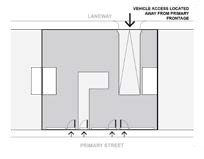 LANEWAY
VEHICLE ACCESS LOCATED
AWAY FROM PRIMARY
FRONTAGE
PRIMARY STREET